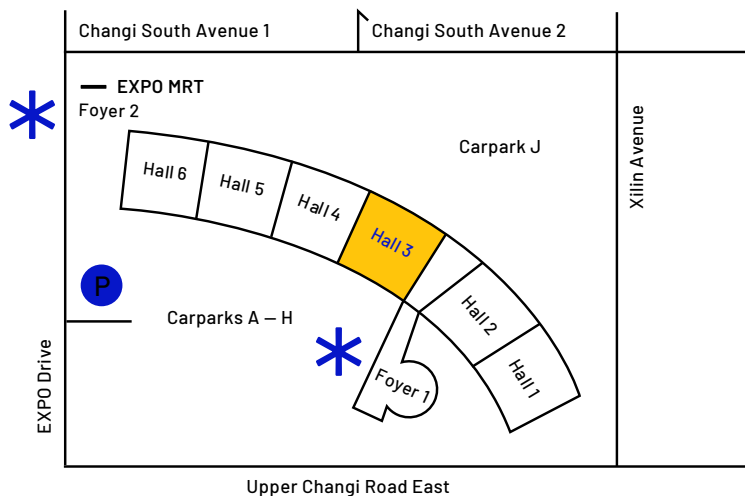 Changi South Avenue 1
Changi South Avenue 2
EXPO MRT
Foyer 2
Carpark J
Xilin Avenue
Hall 6
Hall 5
Hall 4
Hall 3
Hall 2
Hall 1
P
Carparks A – H
Foyer 1
EXPO Drive
Upper Changi Road East